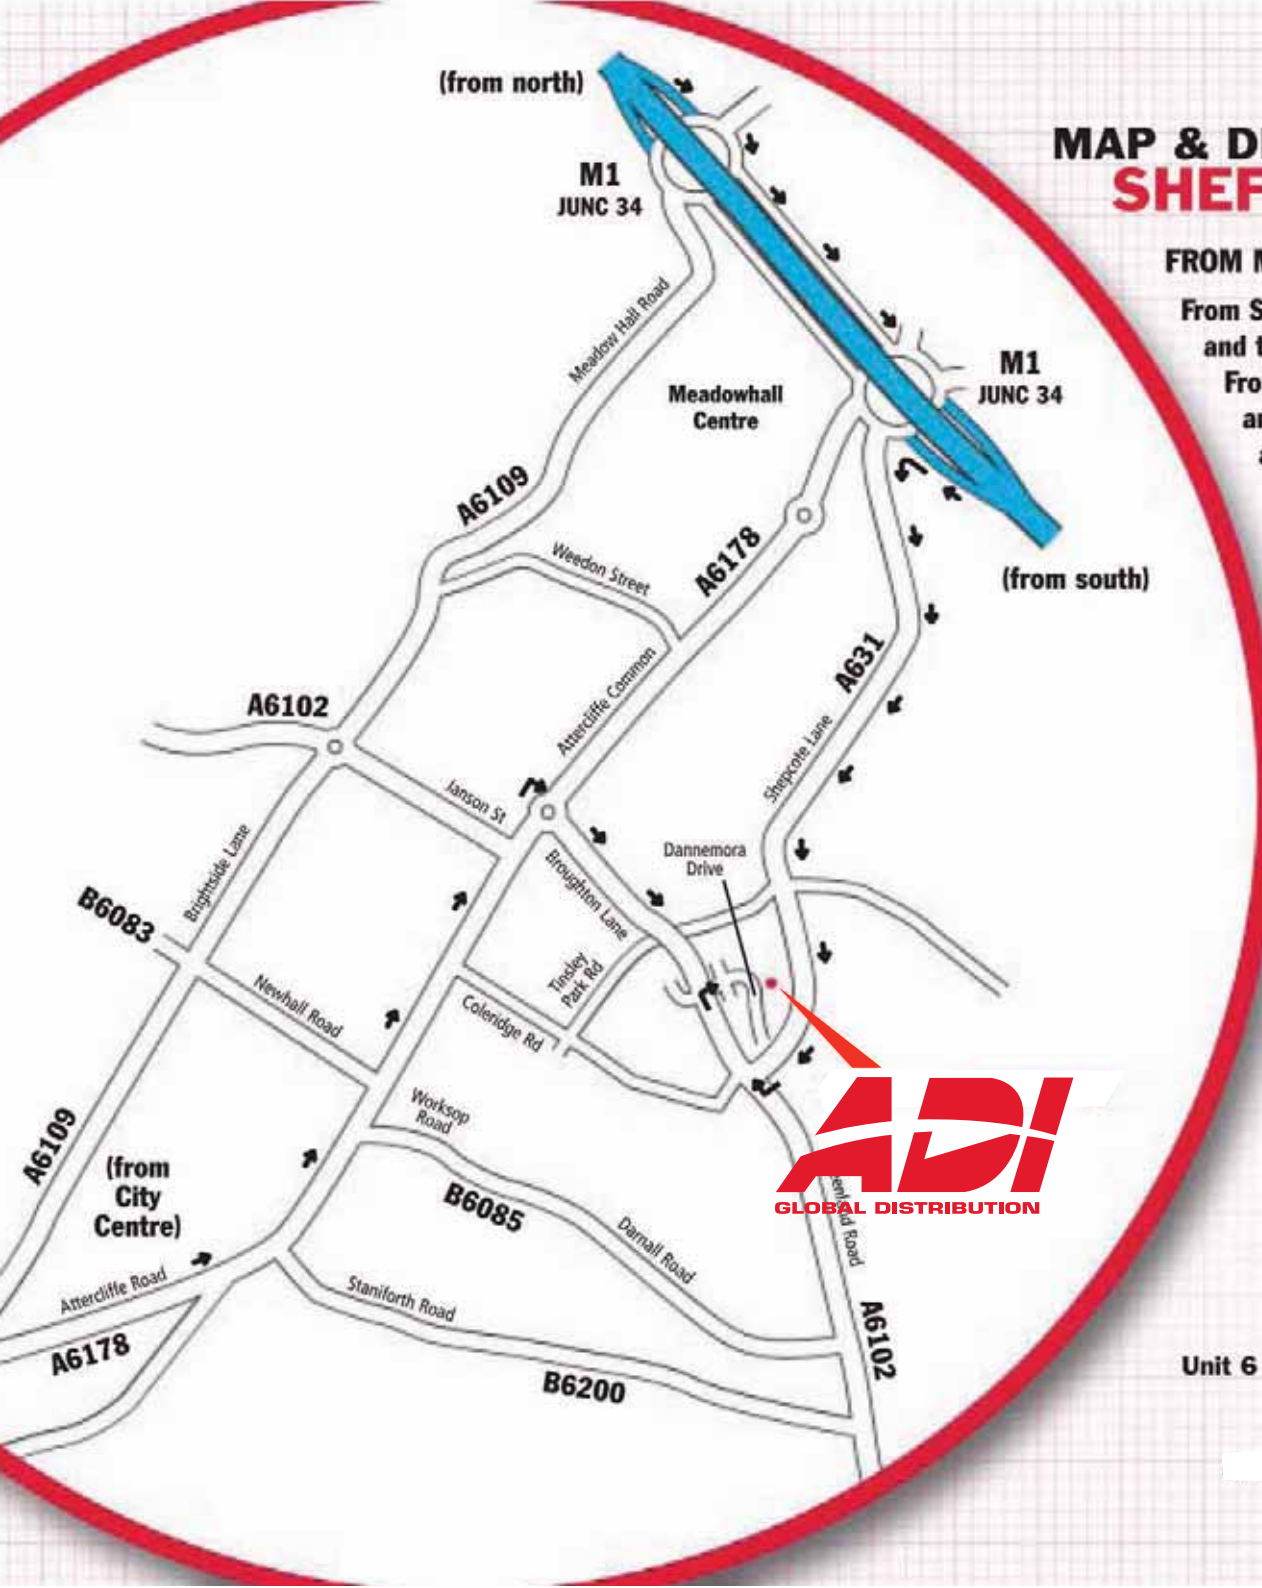 (from north)
M1
JUNC 34
MAP & D
SHEF
FROM
From S
and t
Fro
Meadow Hall Road
M1
JUNC 34
Meadowhall
Centre
A6109
Weedon Street
A6178
(from south)
A631
Attercliffe Common
A6102
Shepcote Lane
Janson St
Brightside Lane
Dannemora
Drive
Broughton Lane
B6083
Tinsley
Park Rd
Newhall Road
Coleridge Rd
ADI
GLOBAL DISTRIBUTION
Worksop
Road
A6109
(from
City
Centre)
B6085
Darnall Road
Road
Attercliffe Road
Staniforth Road
A6178
A6102
B6200
Unit 6